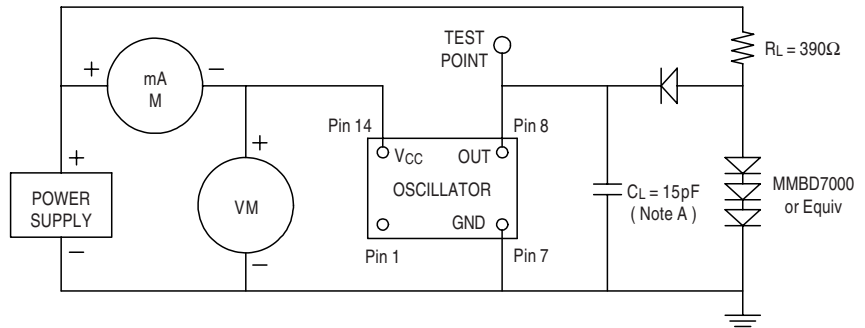 TEST
POINT
RL = 390Ω
+
mA
M
−
Pin 14
Pin 8
+
+
VCC
OUT
POWER
SUPPLY
VM
OSCILLATOR
CL = 15pF
( Note A )
MMBD7000
or Equiv
GND
−
−
Pin 1
Pin 7